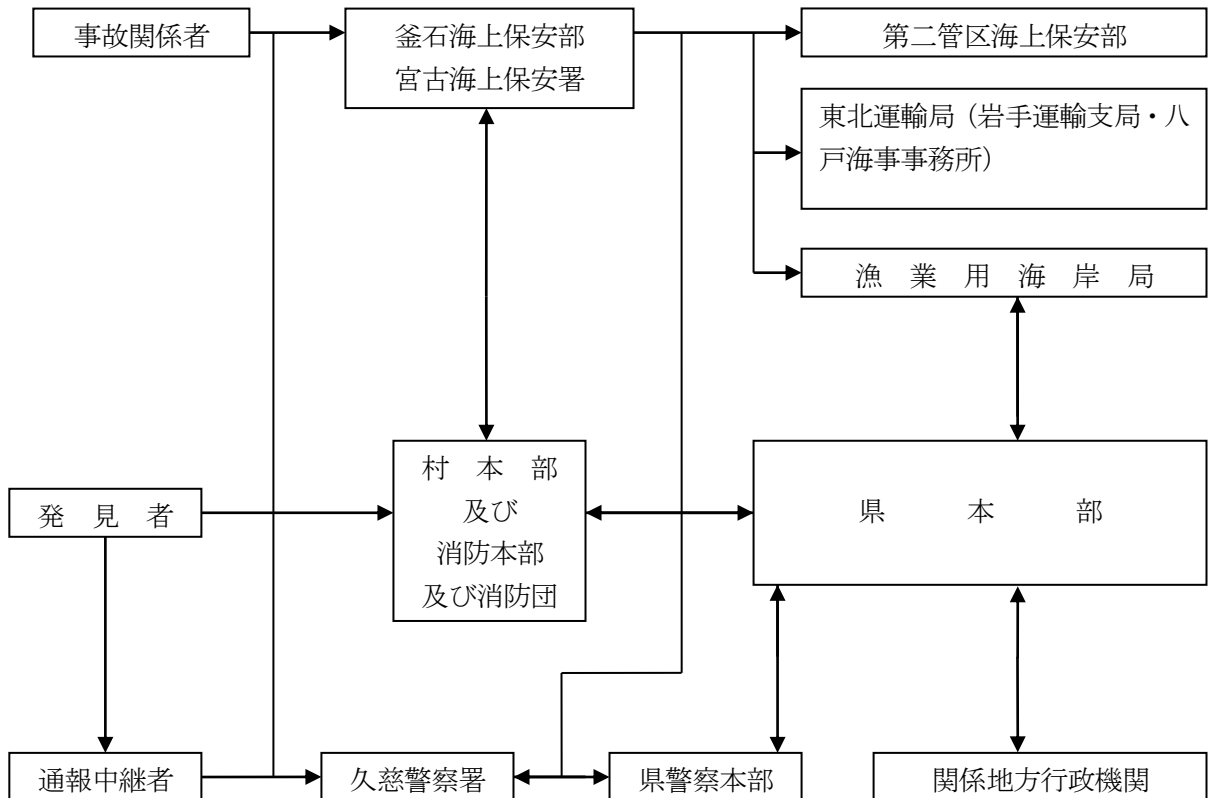 事故関係者
釜石海上保安部
宮古海上保安署
第二管区海上保安部
東北運輸局（岩手運輸支局・八
戸海事事務所）
漁業用海岸局
発見者
村本部
及び
消防本部
及び消防団
県本部
通報中継者
久慈警察署
県警察本部
関係地方行政機関